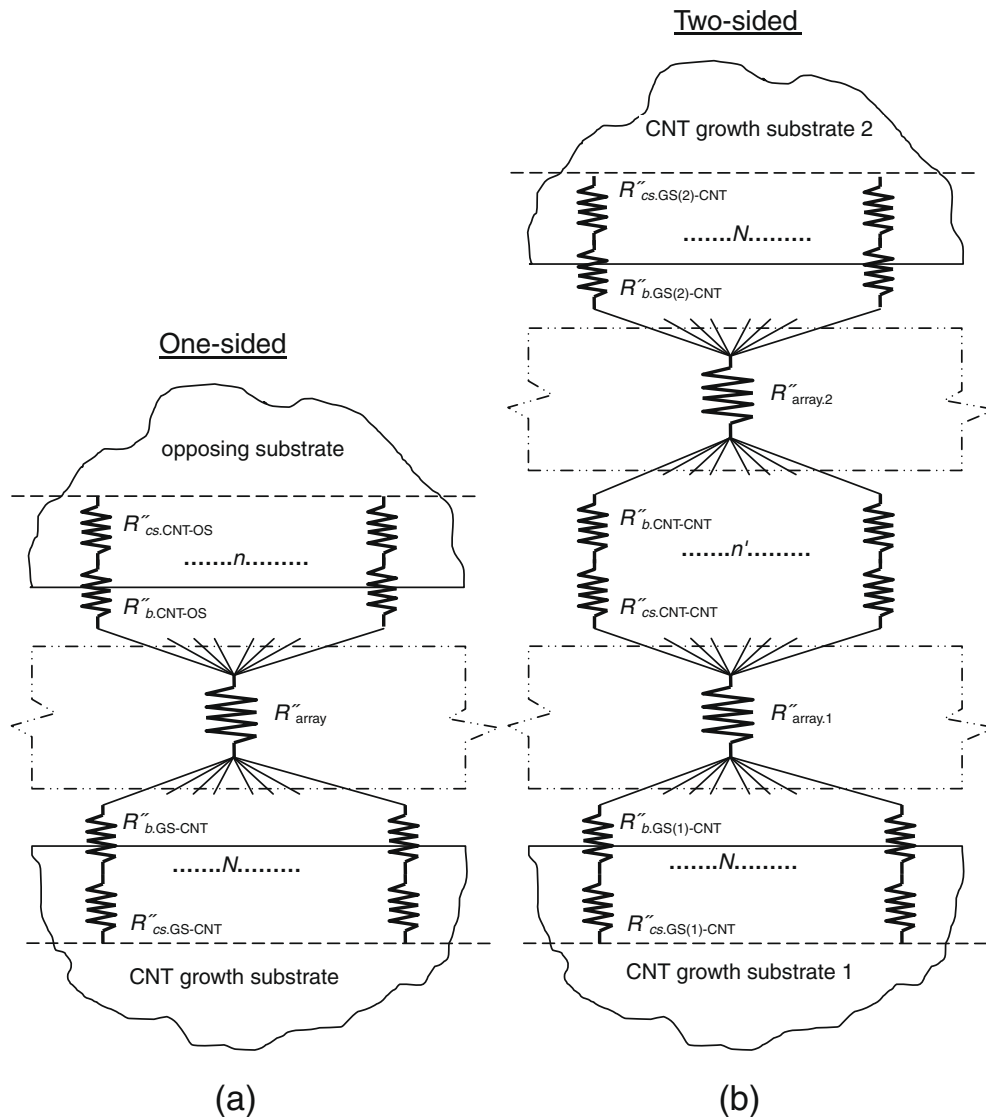 One-sided
opposing substrate
R″cs.CNT-OS
.......n.........
R″b.CNT-OS
R″array
R″b.GS-CNT
.......N.........
R″cs.GS-CNT
CNT growth substrate
(a)
Two-sided
CNT growth substrate 2
R″cs.GS(2)-CNT
.......N.........
R″b.GS(2)-CNT
R″array.2
R″b.CNT-CNT
.......n'.........
R″cs.CNT-CNT
R″array.1
R″b.GS(1)-CNT
.......N.........
R″cs.GS(1)-CNT
CNT growth substrate 1
(b)